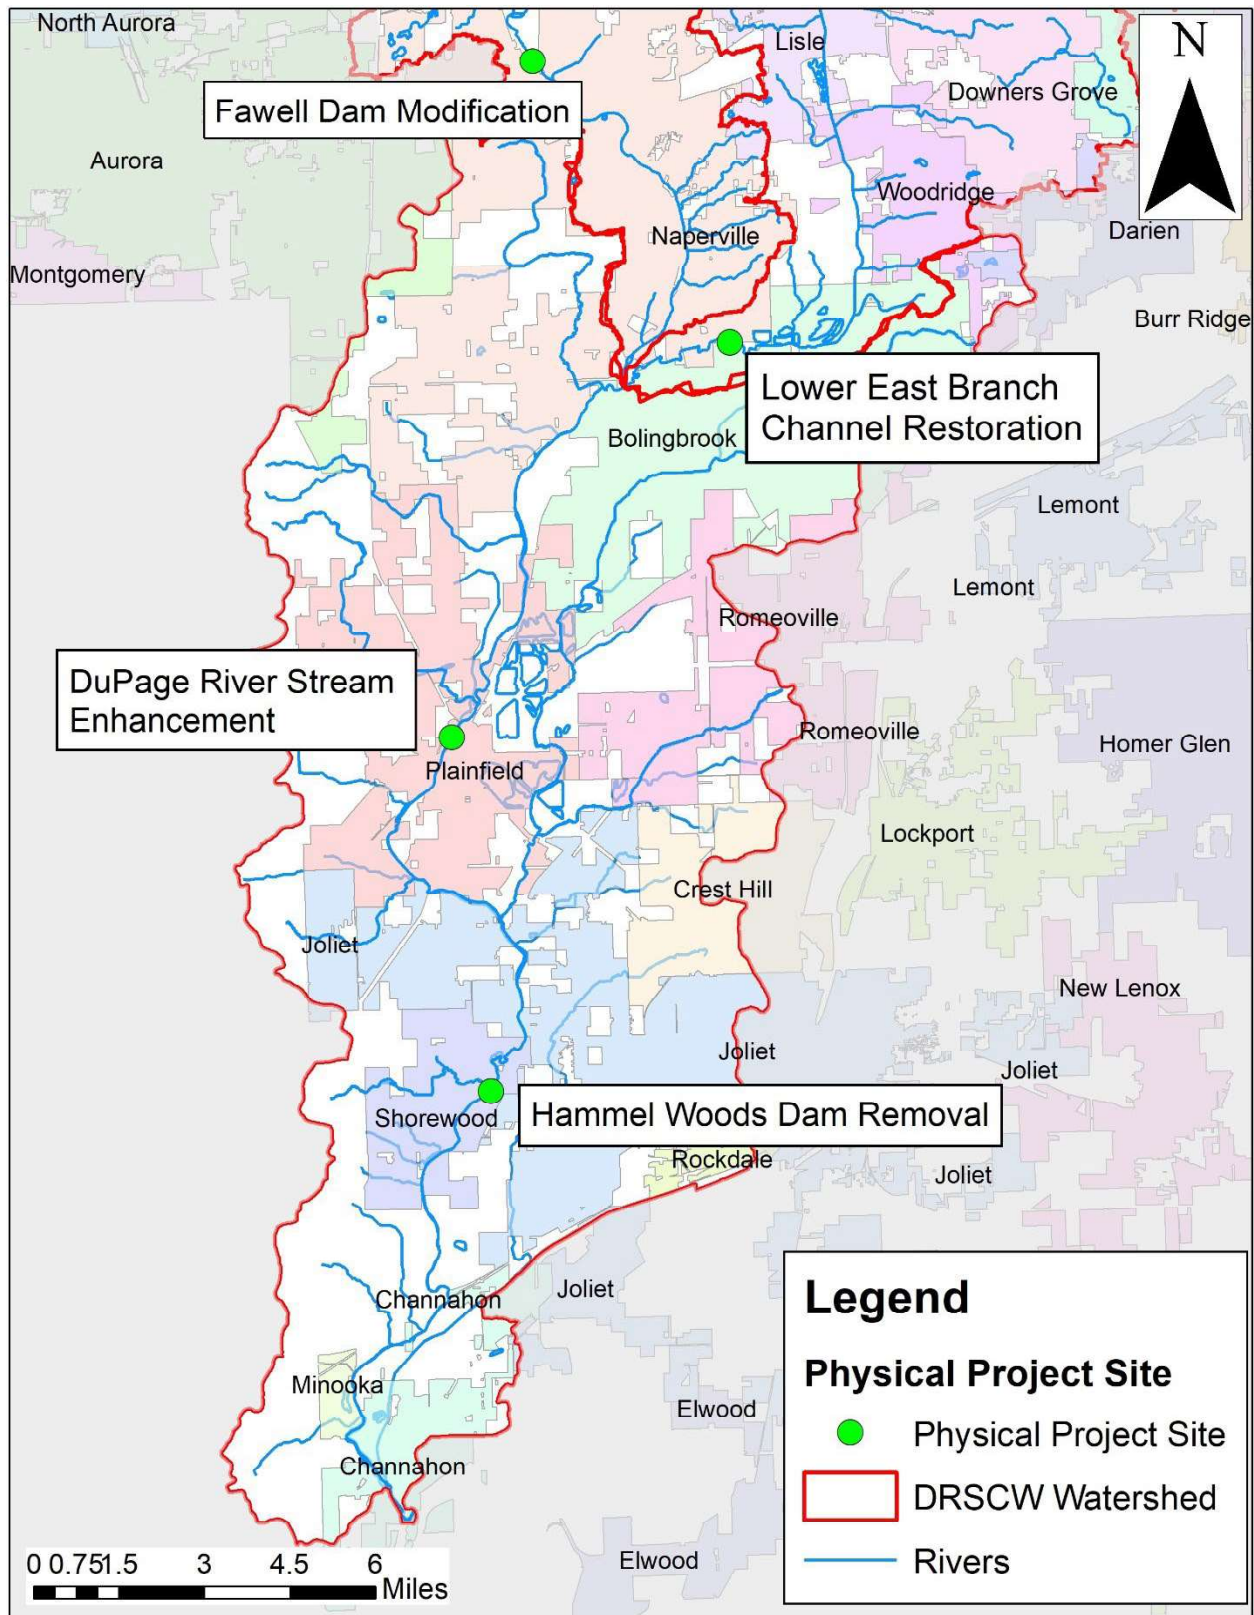 North Aurora
Lisle
N
Downers Grove
Fawell Dam Modification
Aurora
Woodridge
Naperville
Darien
Montgomery
Burr Ridge
Lower East Branch
Channel Restoration
Bolingbrook
Lemont
Lemont
Romeoville
DuPage River Stream
Enhancement
Romeoville
Homer Glen
Plainfield
Lockport
Crest Hill
Joliet
New Lenox
Joliet
Joliet
Hammel Woods Dam Removal
Shorewood
Rockdale
Joliet
Joliet
Channahon
Minooka
Elwood
Channahon
Elwood
Legend
Physical Project Site
Physical Project Site
DRSCW Watershed
Rivers
0 0.75 1.5 3 4.5 6
Miles